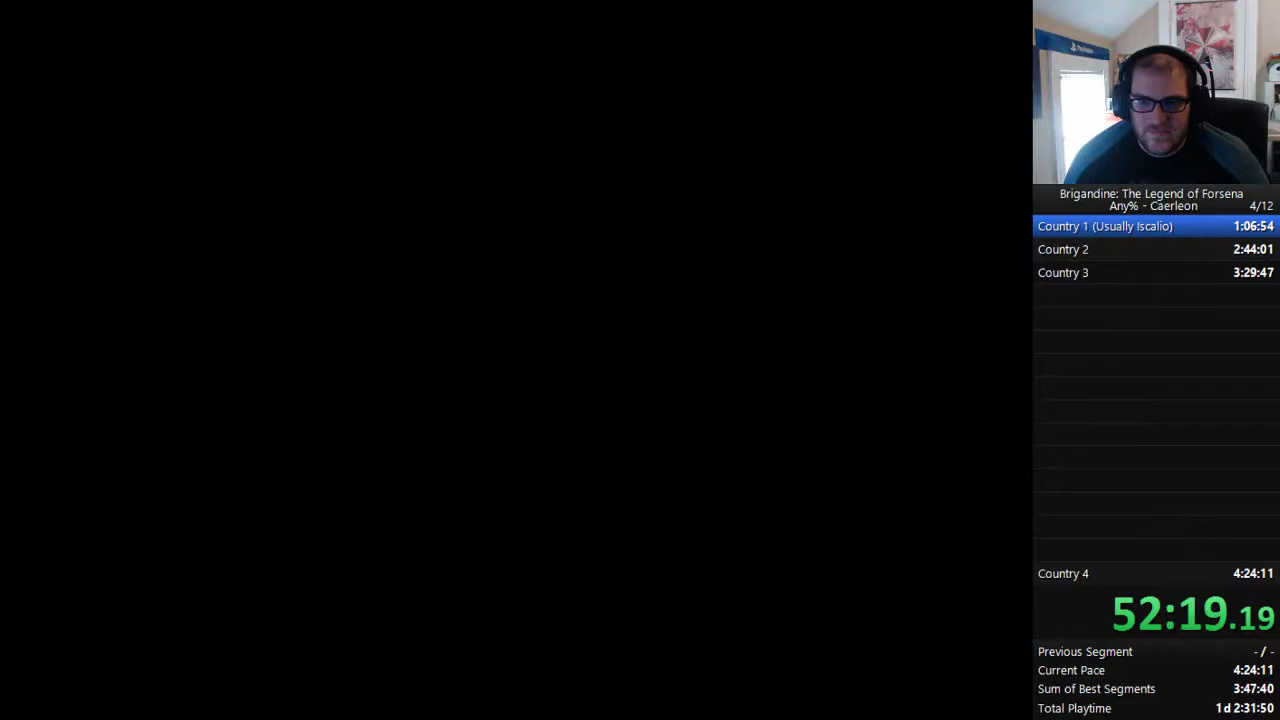 Brigandine: The Legend of Forsena
Any% - Caerleon 4/12
Country 1 (Usually Iscalio) 1:06:54
Country 2 2:44:01
Country 3 3:29:47
Country 4 4:24:11
52:19.19
Previous Segment - / -
Current Pace 4:24:11
Sum of Best Segments 3:47:40
Total Playtime 1 d 2:31:50